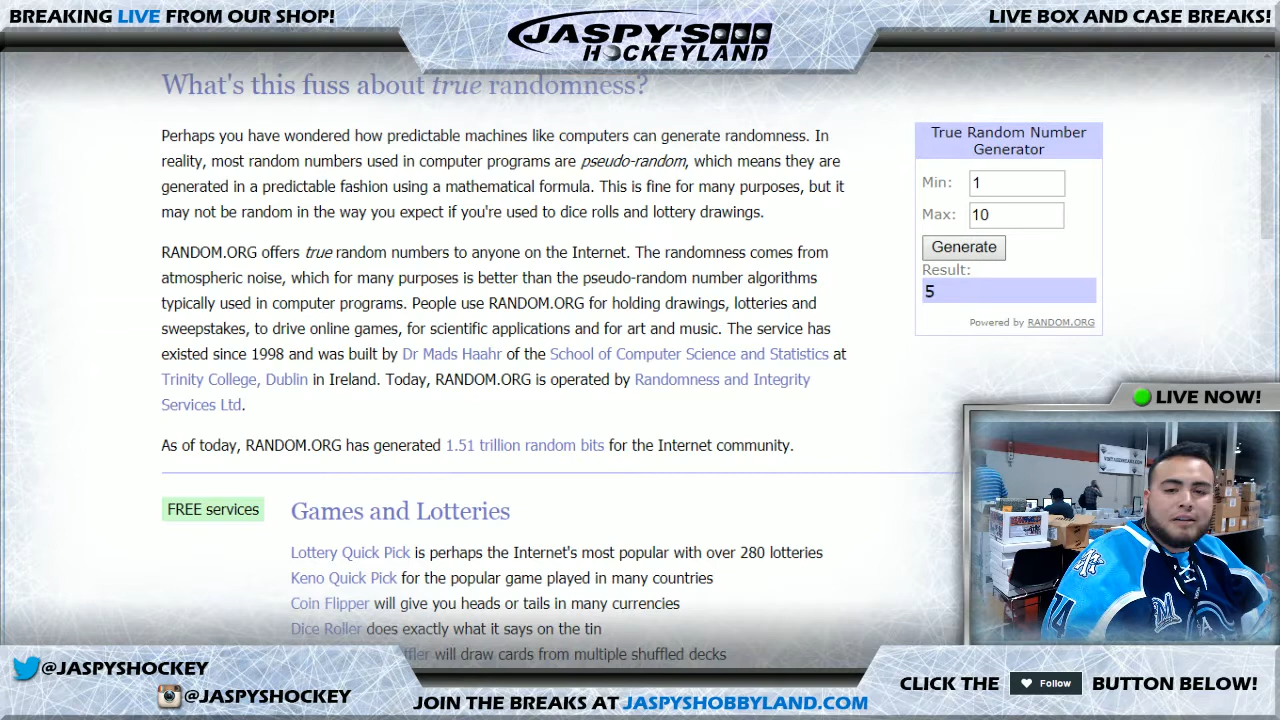 BREAKING LIVE FROM OUR SHOP!
JASPY'S
HOCKEYLAND
LIVE BOX AND CASE BREAKS!
What's this fuss about true randomness?
Perhaps you have wondered how predictable machines like computers can generate randomness. In
reality, most random numbers used in computer programs are pseudo-random, which means they are
generated in a predictable fashion using a mathematical formula. This is fine for many purposes, but it
may not be random in the way you expect if you're used to dice rolls and lottery drawings.
RANDOM.ORG offers true random numbers to anyone on the Internet. The randomness comes from
atmospheric noise, which for many purposes is better than the pseudo-random number algorithms
typically used in computer programs. People use RANDOM.ORG for holding drawings, lotteries and
sweepstakes, to drive online games, for scientific applications and for art and music. The service has
existed since 1998 and was built by Dr Mads Haahr of the School of Computer Science and Statistics at
Trinity College, Dublin in Ireland. Today, RANDOM.ORG is operated by Randomness and Integrity
Services Ltd.
As of today, RANDOM.ORG has generated 1.51 trillion random bits for the Internet community.
True Random Number
Generator
Min: 1
Max: 10
Generate
Result:
5
Powered by RANDOM.ORG
FREE services
Games and Lotteries
Lottery Quick Pick is perhaps the Internet's most popular with over 280 lotteries
Keno Quick Pick for the popular game played in many countries
Coin Flipper will give you heads or tails in many currencies
Dice Roller does exactly what it says on the tin
will draw cards from multiple shuffled decks
LIVE NOW!
@JASPYSHOCKEY
@JASPYSHOCKEY
JOIN THE BREAKS AT JASPYSHOBBYLAND.COM
CLICK THE Follow BUTTON BELOW!